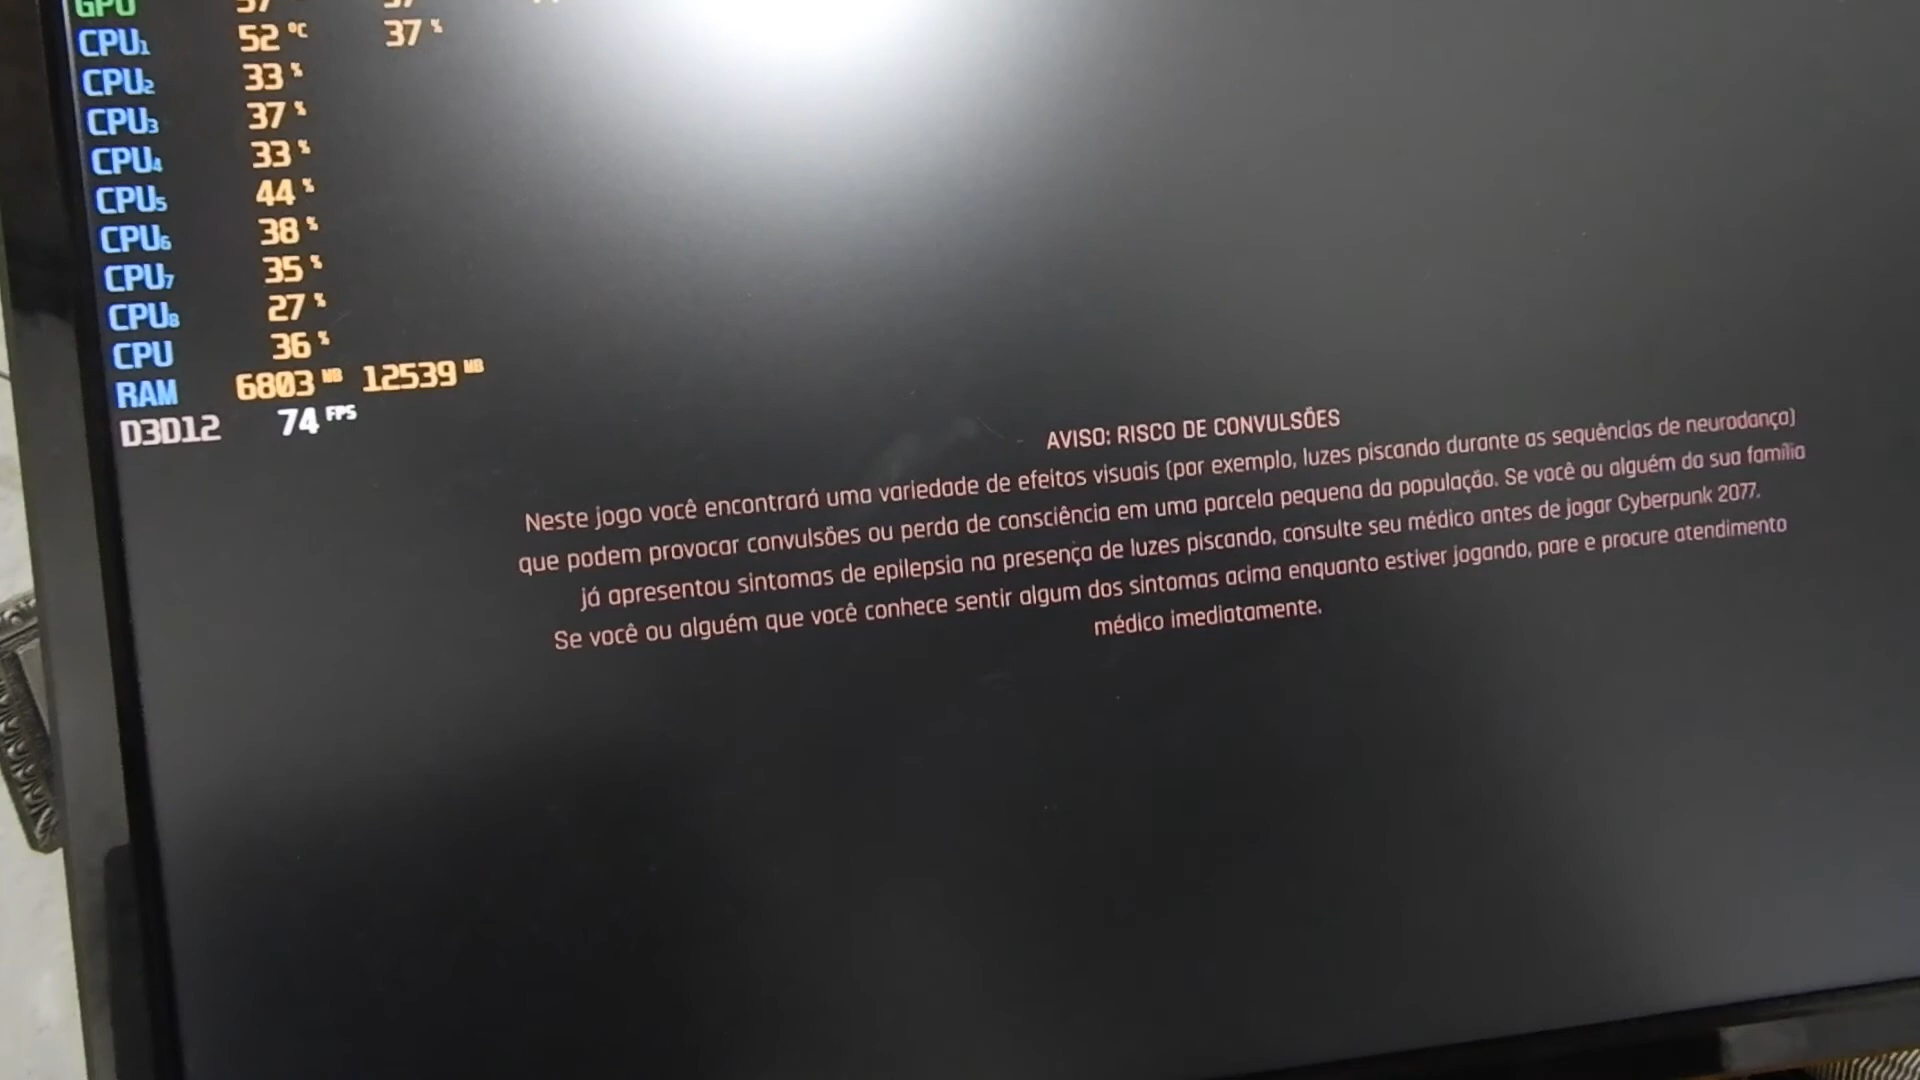 GPU
CPU1 52 °C 37 %
CPU2 33 %
CPU3 37 %
CPU4 33 %
CPU5 44 %
CPU6 38 %
CPU7 35 %
CPU8 27 %
CPU 36 %
RAM 6803 MB 12539 MB
D3D12 74 FPS
AVISO: RISCO DE CONVULSÕES
Neste jogo você encontrará uma variedade de efeitos visuais (por exemplo, luzes piscando durante as sequências de neurodança)
que podem provocar convulsões ou perda de consciência em uma parcela pequena da população. Se você ou alguém da sua família
já apresentou sintomas de epilepsia na presença de luzes piscando, consulte seu médico antes de jogar Cyberpunk 2077.
Se você ou alguém que você conhece sentir algum dos sintomas acima enquanto estiver jogando, pare e procure atendimento
médico imediatamente.